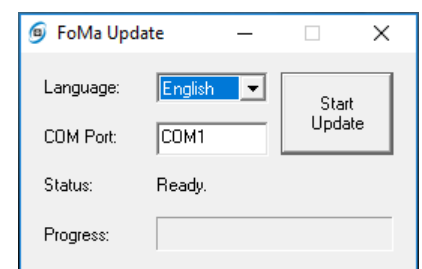 FoMa Update
Language: English
Start
Update
COM Port: COM1
Status: Ready.
Progress: